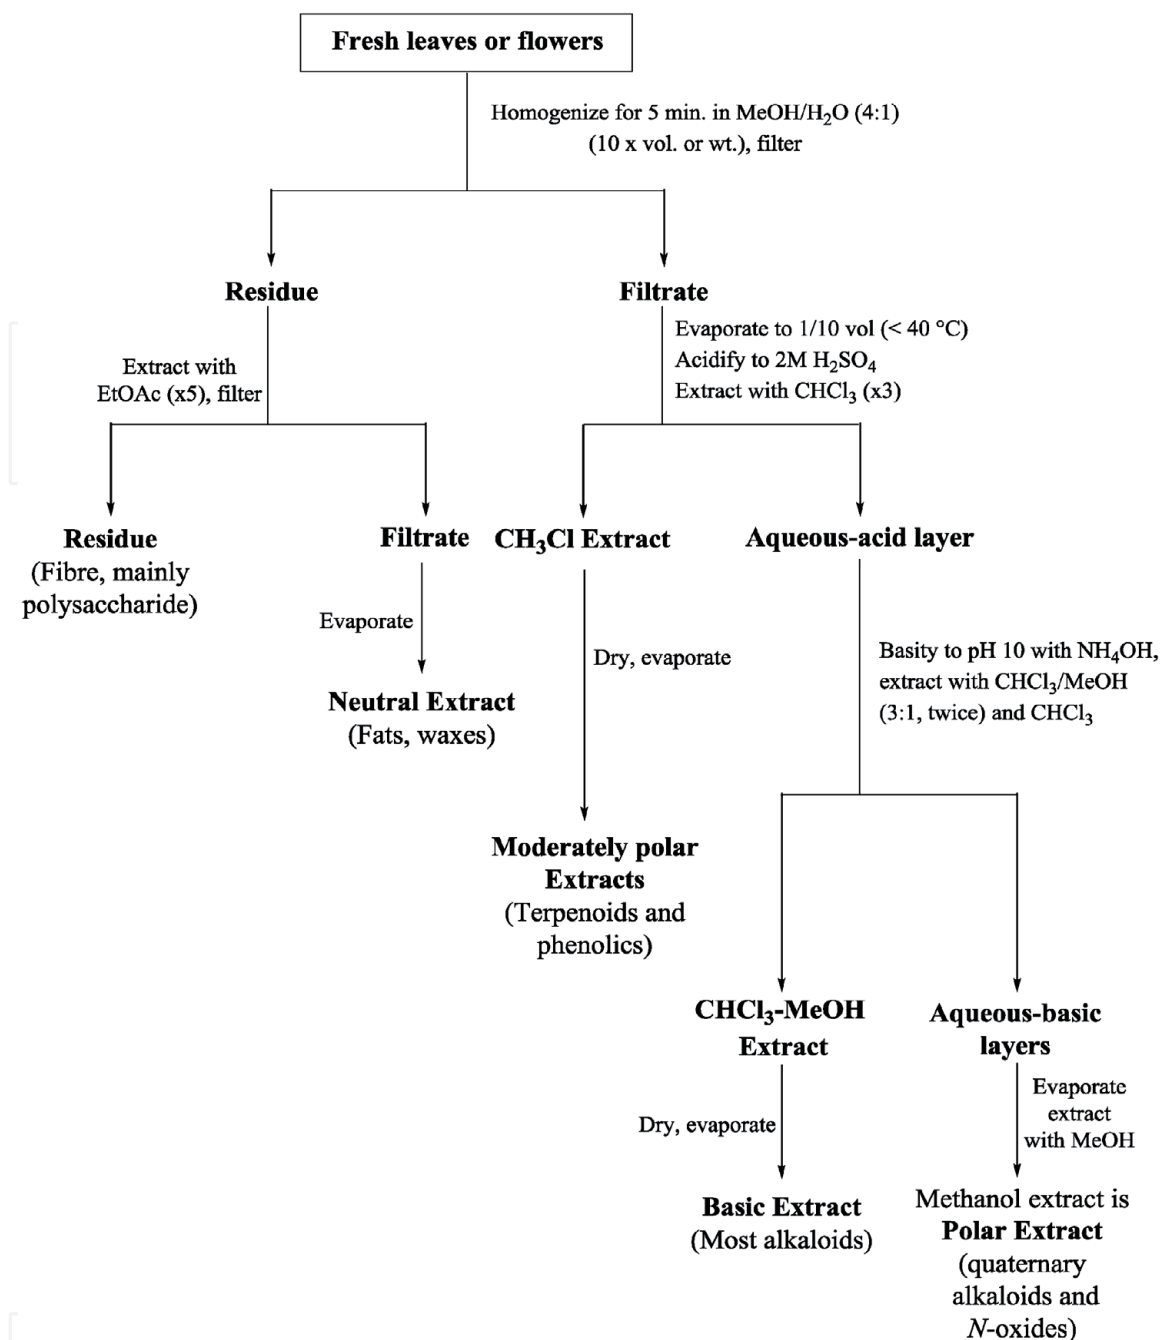 Fresh leaves or flowers
Homogenize for 5 min. in MeOH/H₂O (4:1)
(10 x vol. or wt.), filter
Residue
Filtrate
Extract with
EtOAc (x5), filter
Evaporate to 1/10 vol (< 40 °C)
Acidify to 2M H₂SO₄
Extract with CHCl₃ (x3)
Residue
(Fibre, mainly
polysaccharide)
Filtrate
CH₃Cl Extract
Aqueous-acid layer
Evaporate
Neutral Extract
(Fats, waxes)
Dry, evaporate
Basity to pH 10 with NH₄OH,
extract with CHCl₃/MeOH
(3:1, twice) and CHCl₃
Moderately polar
Extracts
(Terpenoids and
phenolics)
CHCl₃-MeOH
Extract
Aqueous-basic
layers
Dry, evaporate
Evaporate
extract
with MeOH
Basic Extract
(Most alkaloids)
Methanol extract is
Polar Extract
(quaternary
alkaloids and
N-oxides)